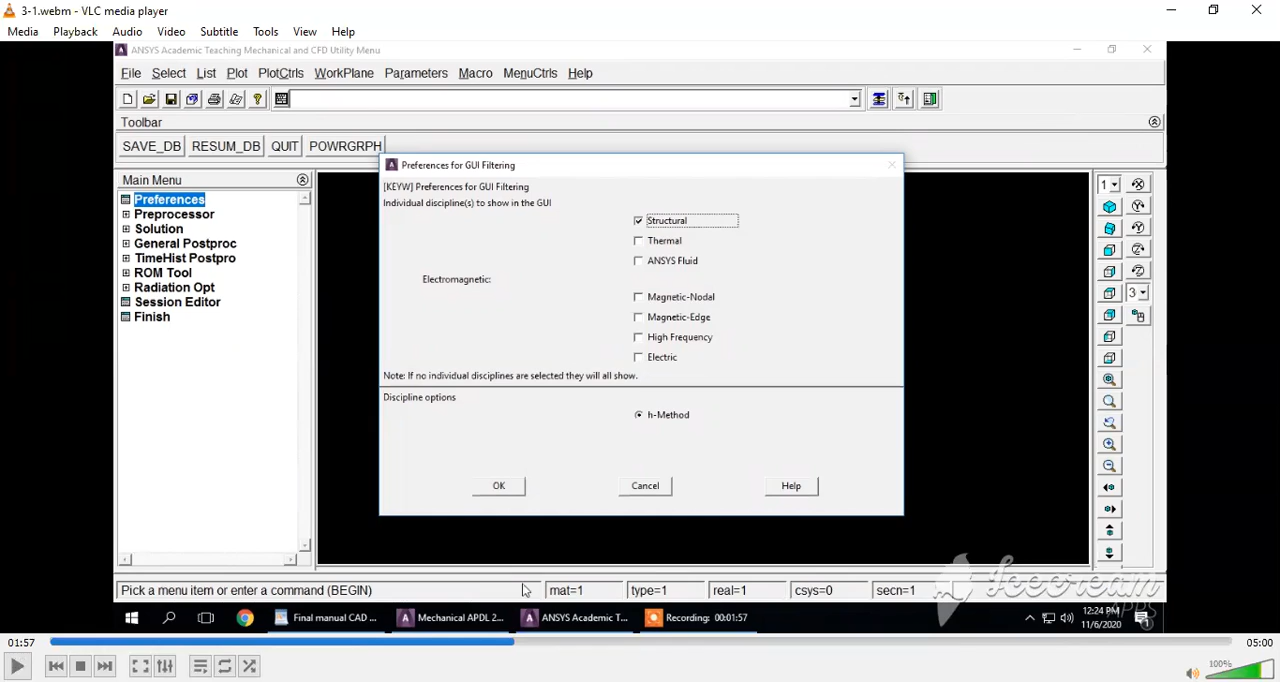 3-1.webm - VLC media player
Media Playback Audio Video Subtitle Tools View Help
ANSYS Academic Teaching Mechanical and CFD Utility Menu
File Select List Plot PlotCtrls WorkPlane Parameters Macro MenuCtrls Help
Toolbar
SAVE_DB RESUM_DB QUIT POWRGRPH
Main Menu
Preferences
Preprocessor
Solution
General Postproc
TimeHist Postpro
ROM Tool
Radiation Opt
Session Editor
Finish
Preferences for GUI Filtering
[KEYW] Preferences for GUI Filtering
Individual discipline(s) to show in the GUI
Structural
Thermal
ANSYS Fluid
Electromagnetic:
Magnetic-Nodal
Magnetic-Edge
High Frequency
Electric
Note: If no individual disciplines are selected they will all show.
Discipline options
h-Method
OK Cancel Help
1
3
Pick a menu item or enter a command (BEGIN) mat=1 type=1 real=1 csys=0 secn=1
Icecream
APPS
Final manual CAD ... Mechanical APDL 2... ANSYS Academic T... Recording: 00:01:57
12:24 PM
11/6/2020
1
01:57 05:00
100%